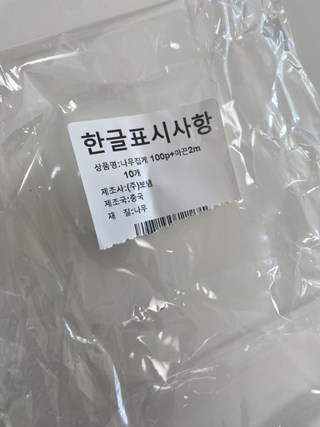 한글표시사항
상품명:나무집게 100p+마끈2m
10개
제조사:(주)보냄
제조국:중국
재 질:나무